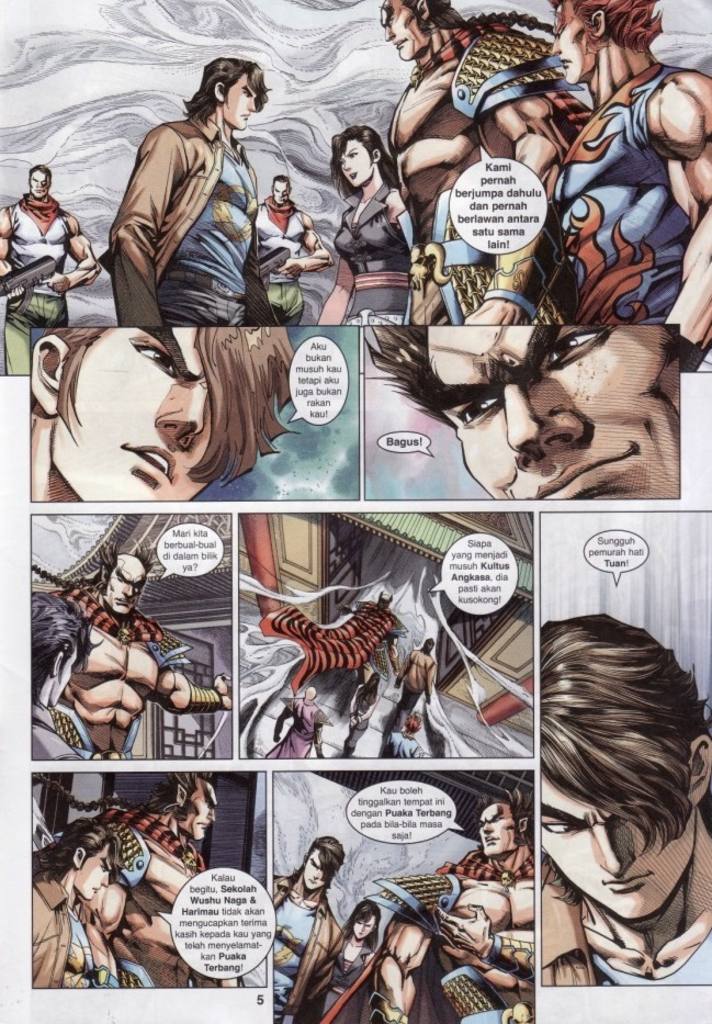 Kami
pernah
berjumpa dahulu
dan pernah
berlawan antara
satu sama
lain!
Aku
bukan
musuh kau
tetapi aku
juga bukan
rakan
kau!
Bagus!
Mari kita
berbual-bual
di dalam bilik
ya?
Siapa
yang menjadi
musuh Kultus
Angkasa, dia
pasti akan
kusokong!
Sungguh
pemurah hati
Tuan!
Kalau
begitu, Sekolah
Wushu Naga &
Harimau tidak akan
mengucapkan terima
kasih kepada kau yang
telah menyelamat-
kan Puaka
Terbang!
Kau boleh
tinggalkan tempat ini
dengan Puaka Terbang
pada bila-bila masa
saja!
5